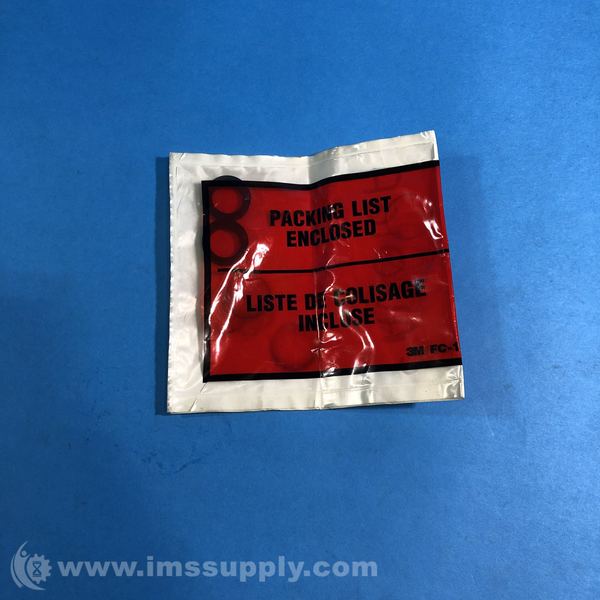 PACKING LIST
ENCLOSED
LISTE DE COLISAGE
INCLOSE
3M FC-1
www.imssupply.com